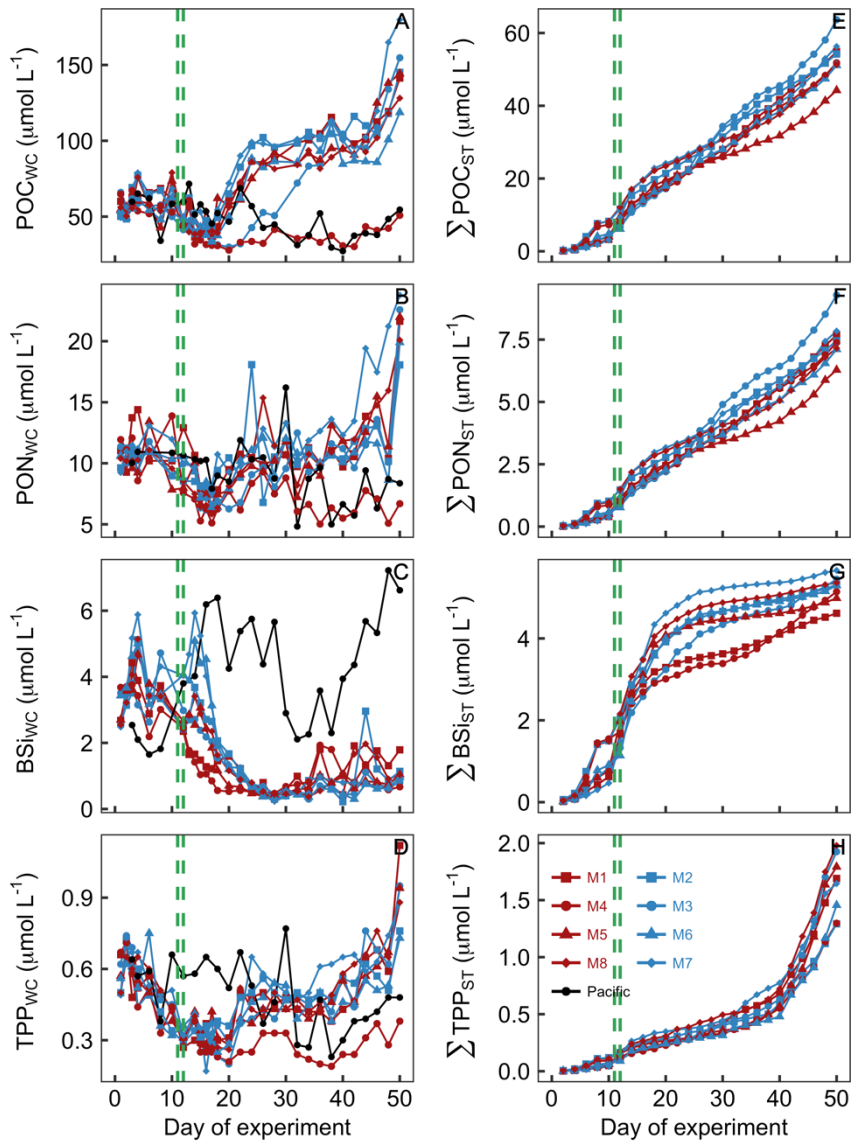 A
150
100
50
POC_WC (μmol L⁻¹)
E
60
40
20
0
∑ POC_ST (μmol L⁻¹)
B
20
15
10
5
PON_WC (μmol L⁻¹)
F
7.5
5.0
2.5
0.0
∑ PON_ST (μmol L⁻¹)
C
6
4
2
0
BSi_WC (μmol L⁻¹)
G
4
2
0
∑ BSi_ST (μmol L⁻¹)
D
0.9
0.6
0.3
TPP_WC (μmol L⁻¹)
0 10 20 30 40 50
Day of experiment
H
2.0
1.5
1.0
0.5
0.0
∑ TPP_ST (μmol L⁻¹)
M1 M2
M4 M3
M5 M6
M8 M7
Pacific
0 10 20 30 40 50
Day of experiment